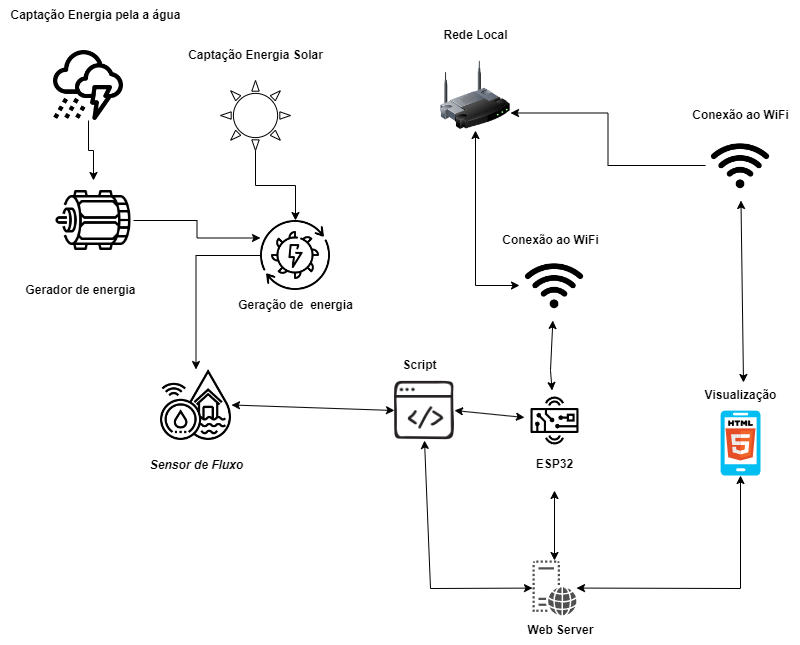 Captação Energia pela a água
Captação Energia Solar
Rede Local
Conexão ao WiFi
Conexão ao WiFi
Gerador de energia
Geração de energia
Script
</>
Visualização
HTML
5
Sensor de Fluxo
ESP32
Web Server